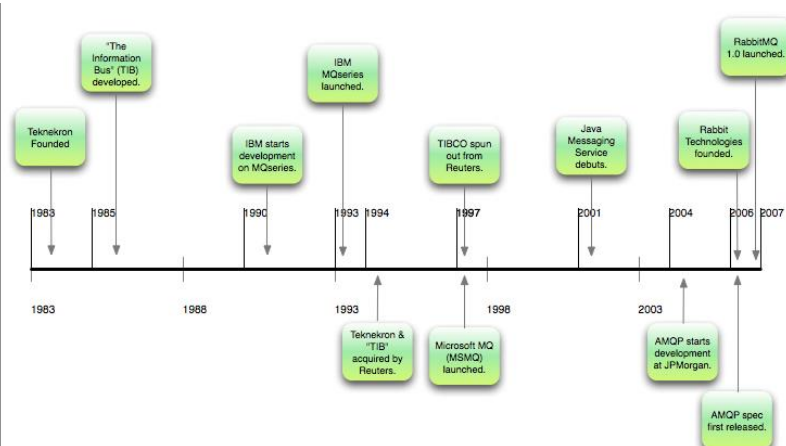 "The
Information
Bus" (TIB)
developed.
RabbitMQ
1.0 launched.
IBM
MQseries
launched.
Teknekron
Founded
IBM starts
development
on MQseries.
TIBCO spun
out from
Reuters.
Java
Messaging
Service
debuts.
Rabbit
Technologies
founded.
1983
1985
1990
1993
1994
1997
2001
2004
2006
2007
1983
1988
1993
1998
2003
Teknekron &
"TIB"
acquired by
Reuters.
Microsoft MQ
(MSMQ)
launched.
AMQP starts
development
at JPMorgan.
AMQP spec
first released.